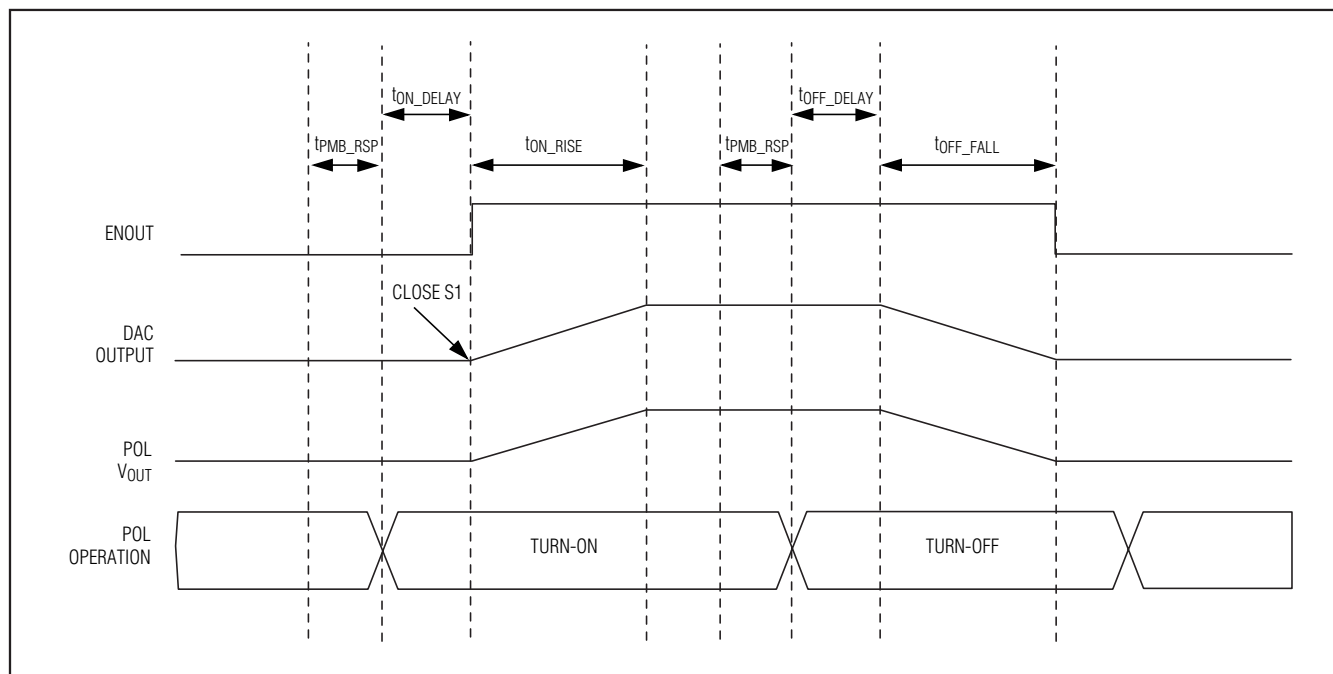 tON_DELAY
tOFF_DELAY
tPMB_RSP
tON_RISE
tPMB_RSP
tOFF_FALL
ENOUT
CLOSE S1
DAC
OUTPUT
POL
VOUT
POL
OPERATION
TURN-ON
TURN-OFF